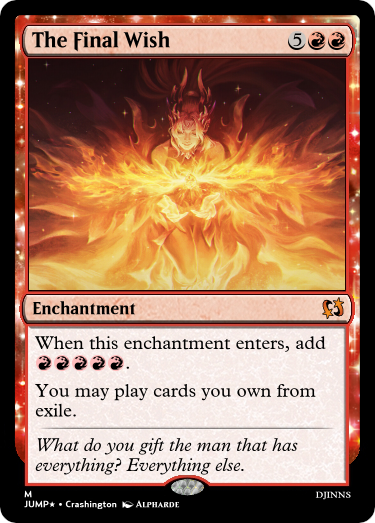 The Final Wish 5
Enchantment
When this enchantment enters, add
.
You may play cards you own from
exile.
What do you gift the man that has
everything? Everything else.
M
JUMP★ • Crashington ALPHARDE
DJINNS